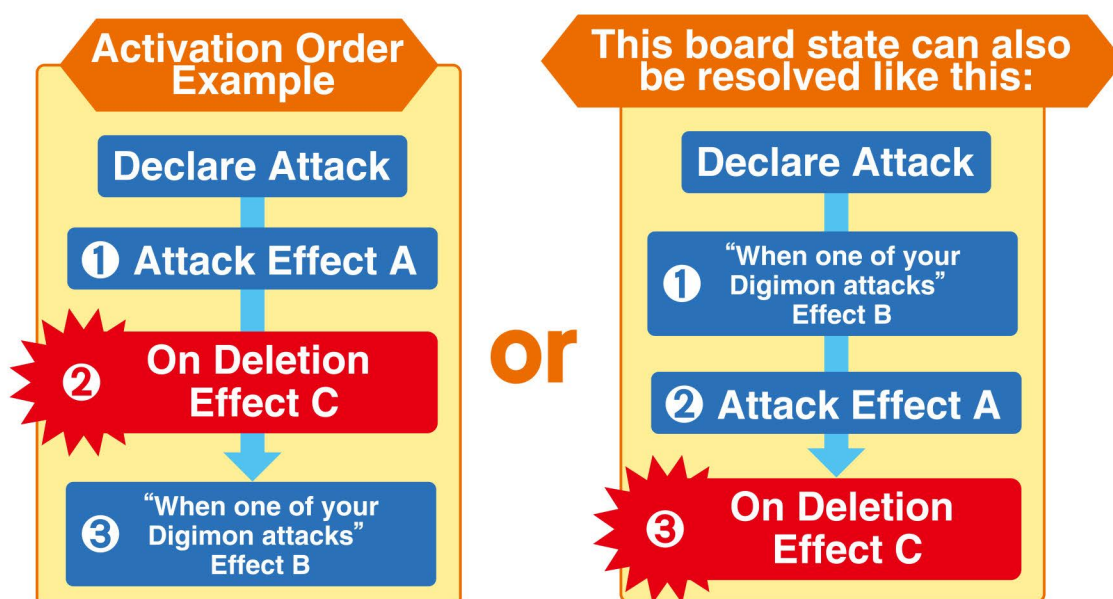 Activation Order
Example
Declare Attack
❶ Attack Effect A
❷ On Deletion
Effect C
❸ “When one of your
Digimon attacks”
Effect B
or
This board state can also
be resolved like this:
Declare Attack
❶ “When one of your
Digimon attacks”
Effect B
❷ Attack Effect A
❸ On Deletion
Effect C